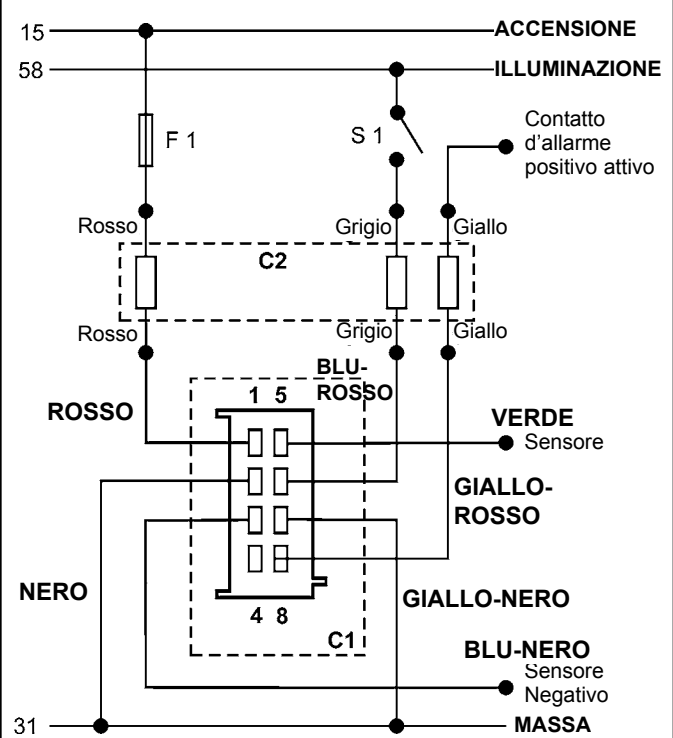 15
ACCENSIONE
58
ILLUMINAZIONE
F 1
S 1
Contatto
d'allarme
positivo attivo
Rosso
Grigio
Giallo
C2
Rosso
Grigio
Giallo
BLU-
ROSSO
1 5
ROSSO
VERDE
Sensore
GIALLO-
ROSSO
NERO
GIALLO-NERO
4 8
C1
BLU-NERO
Sensore
Negativo
31
MASSA